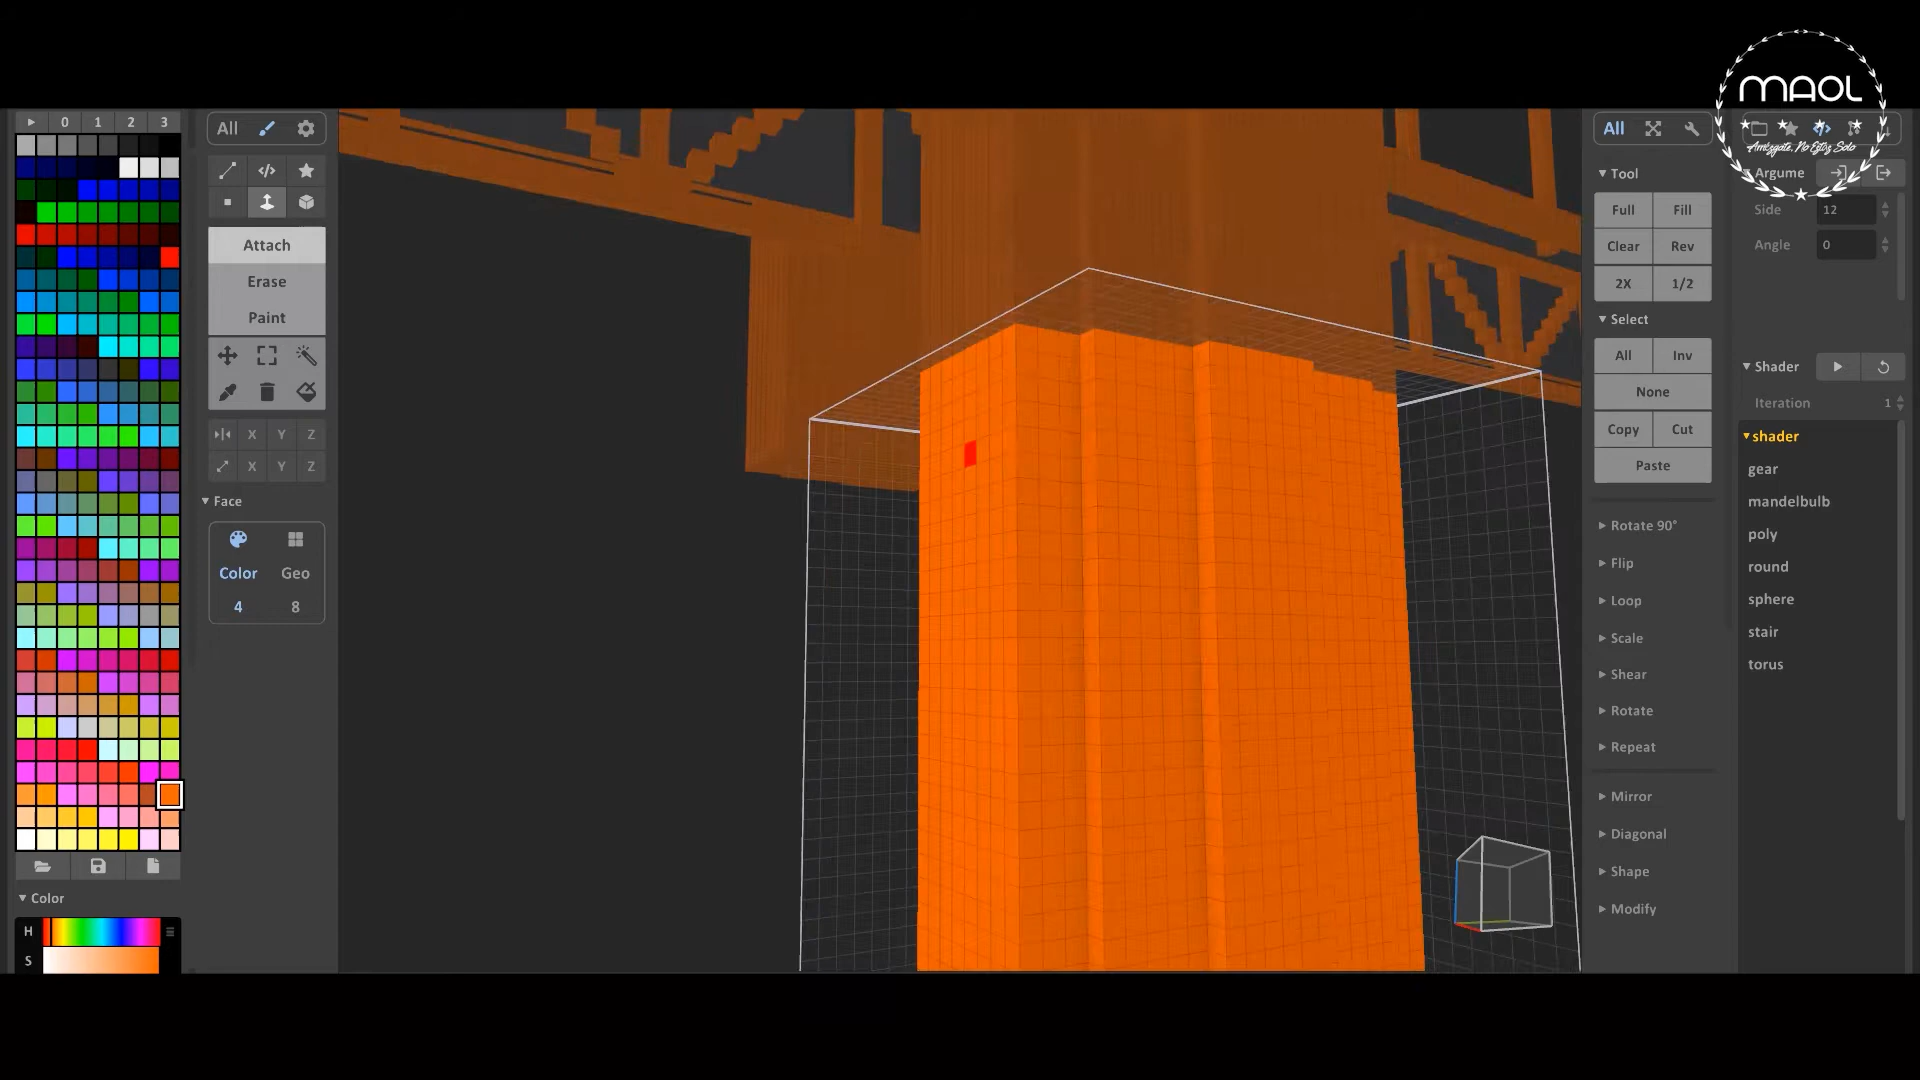 0 1 2 3
All
Attach
Erase
Paint
X Y Z
X Y Z
Face
Color Geo
4 8
Color
H
S
All
Tool
Full Fill
Clear Rev
2X 1/2
Select
All Inv
None
Copy Cut
Paste
Rotate 90°
Flip
Loop
Scale
Shear
Rotate
Repeat
Mirror
Diagonal
Shape
Modify
MAOL
No Estoy Solo
Argume
Side 12
Angle 0
Shader
Iteration 1
shader
gear
mandelbulb
poly
round
sphere
stair
torus